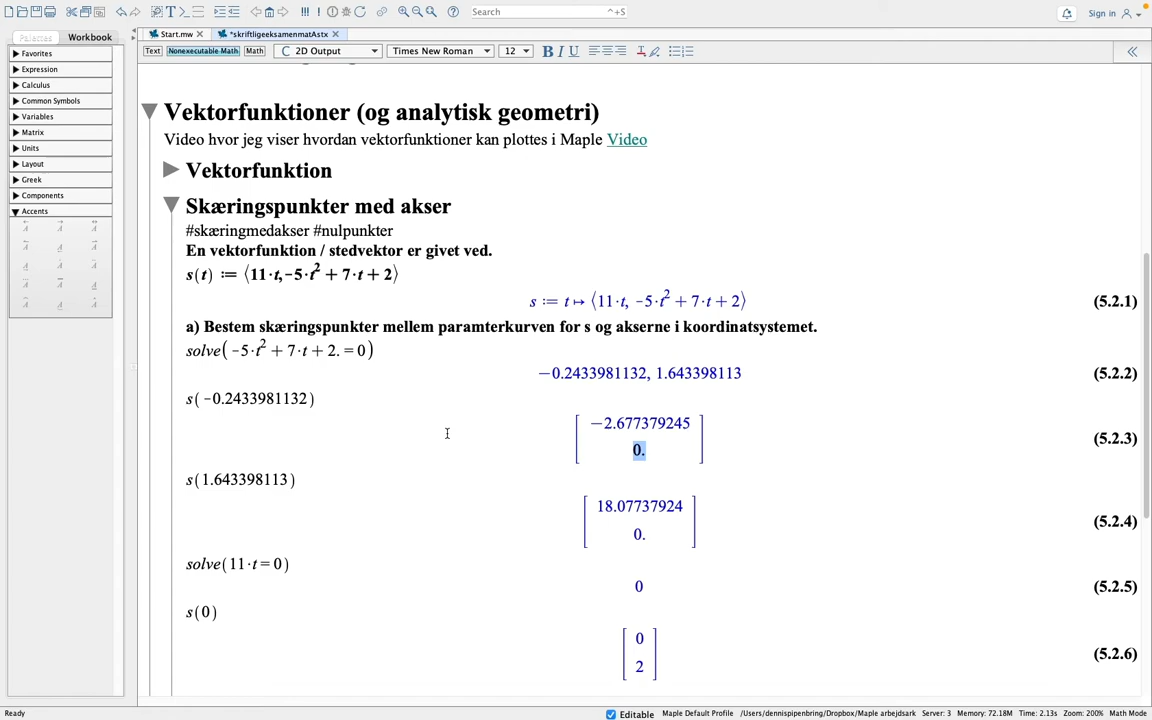 Search ^+S Sign in
Start.mw *skriftligeeksamenmatAstx
Palettes Workbook
Text Nonexecutable Math Math C 2D Output Times New Roman 12 B I U
Favorites
Expression
Calculus
Common Symbols
Variables
Matrix
Units
Layout
Greek
Components
Accents
Vektorfunktioner (og analytisk geometri)
Video hvor jeg viser hvordan vektorfunktioner kan plottes i Maple Video
Vektorfunktion
Skæringspunkter med akser
#skæringmedakser #nulpunkter
En vektorfunktion / stedvektor er givet ved.
s(t) := ⟨11·t, −5·t² + 7·t + 2⟩
s := t ↦ ⟨11·t, −5·t² + 7·t + 2⟩ (5.2.1)
a) Bestem skæringspunkter mellem paramterkurven for s og akserne i koordinatsystemet.
solve(−5·t² + 7·t + 2. = 0)
−0.2433981132, 1.643398113 (5.2.2)
s(−0.2433981132)
−2.677379245
0. (5.2.3)
s(1.643398113)
18.07737924
0. (5.2.4)
solve(11·t = 0)
0 (5.2.5)
s(0)
0
2 (5.2.6)
Ready Editable Maple Default Profile /Users/dennispipenbring/Dropbox/Maple arbejdsark Server: 3 Memory: 72.18M Time: 2.13s Zoom: 200% Math Mode